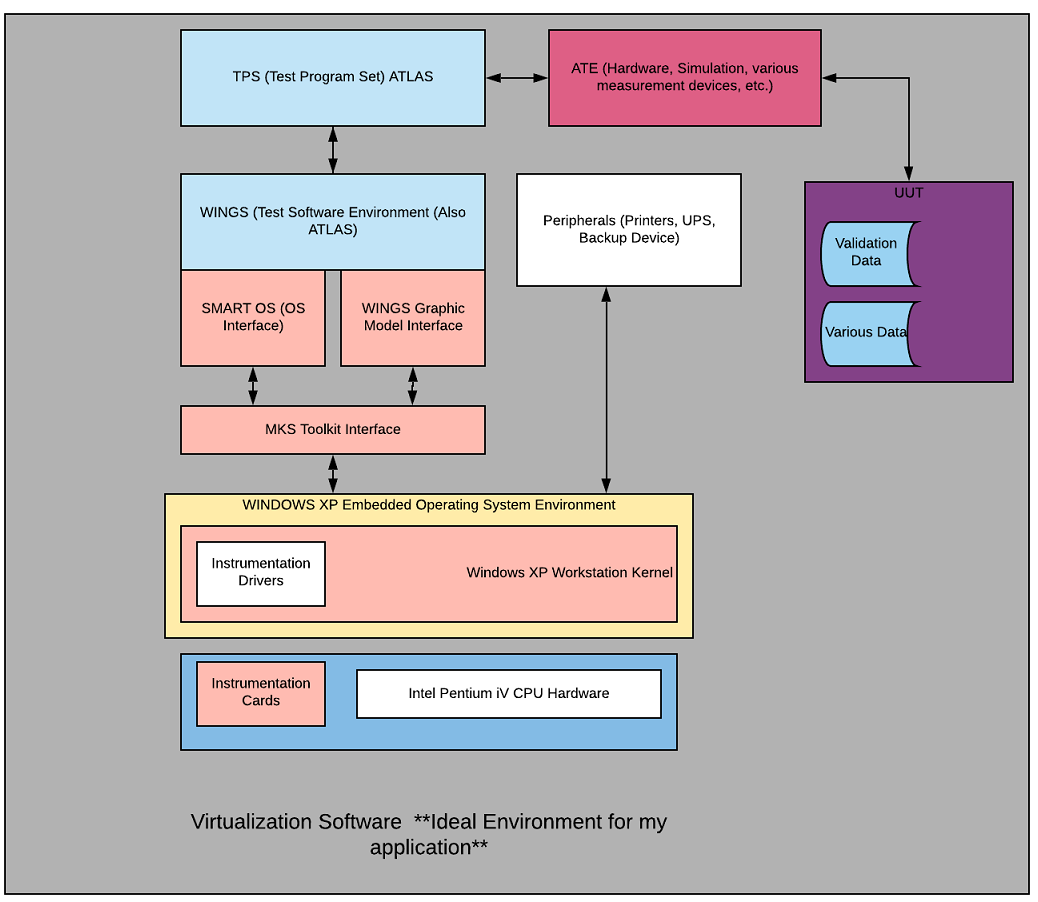 TPS (Test Program Set) ATLAS
ATE (Hardware, Simulation, various
measurement devices, etc.)
WINGS (Test Software Environment (Also
ATLAS)
Peripherals (Printers, UPS,
Backup Device)
UUT
Validation
Data
Various Data
SMART OS (OS
Interface)
WINGS Graphic
Model Interface
MKS Toolkit Interface
WINDOWS XP Embedded Operating System Environment
Instrumentation
Drivers
Windows XP Workstation Kernel
Instrumentation
Cards
Intel Pentium iV CPU Hardware
Virtualization Software  **Ideal Environment for my
application**